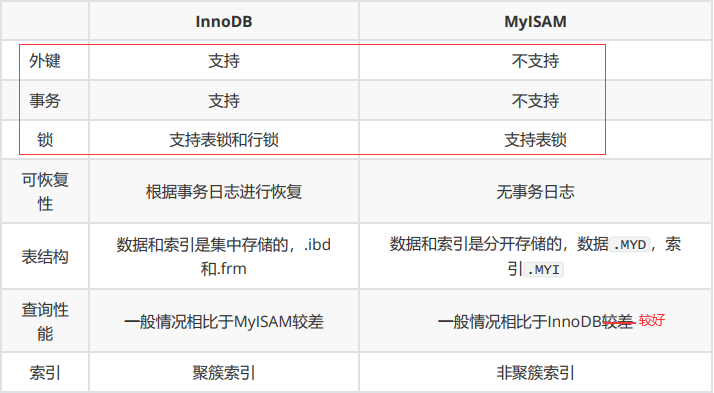 InnoDB MyISAM
外键 支持 不支持
事务 支持 不支持
锁 支持表锁和行锁 支持表锁
可恢复
性 根据事务日志进行恢复 无事务日志
表结构 数据和索引是集中存储的，.ibd
和.frm 数据和索引是分开存储的，数据.MYD，索
引.MYI
查询性
能 一般情况相比于MyISAM较差 一般情况相比于InnoDB较差 较好
索引 聚簇索引 非聚簇索引